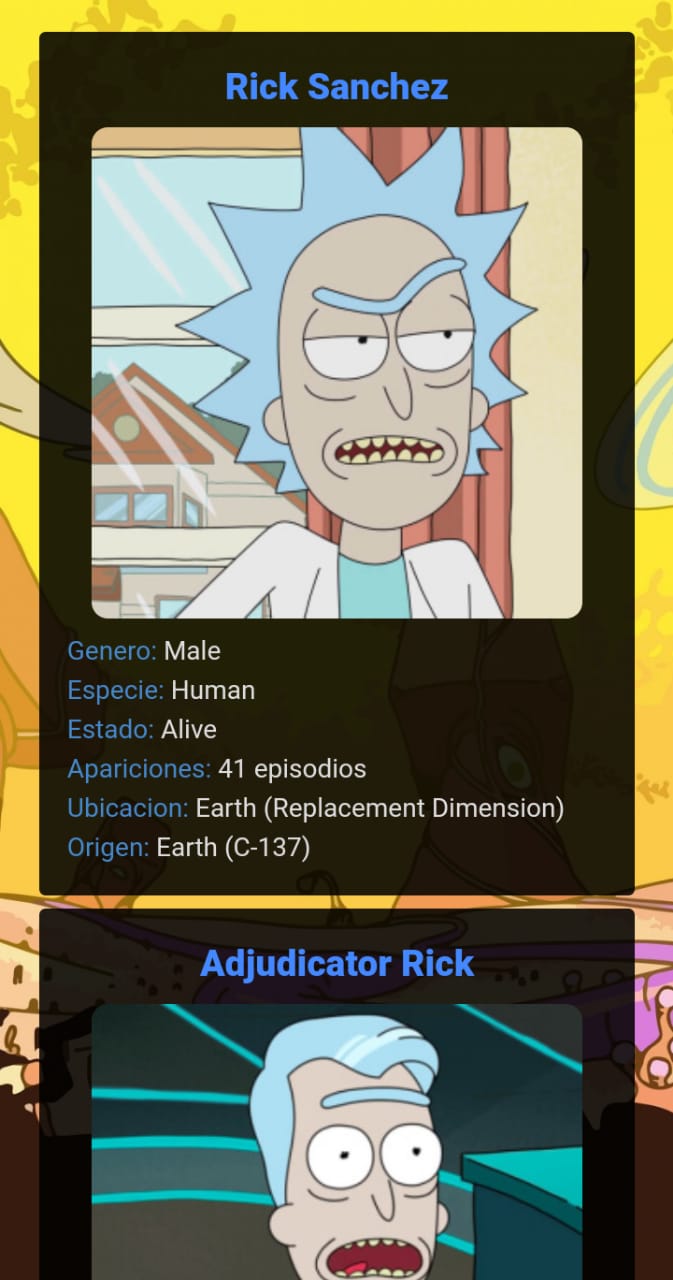 Rick Sanchez
Genero: Male
Especie: Human
Estado: Alive
Apariciones: 41 episodios
Ubicacion: Earth (Replacement Dimension)
Origen: Earth (C-137)
Adjudicator Rick